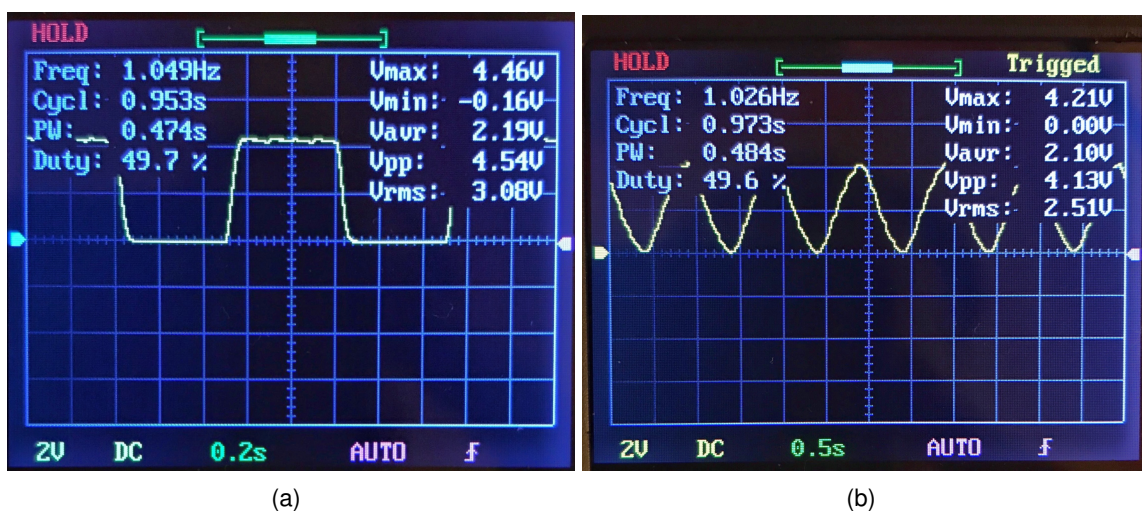 HOLD
Freq: 1.049Hz
Cycl: 0.953s
PW: 0.474s
Duty: 49.7 %
Vmax: 4.46V
Vmin: -0.16V
Vavr: 2.19V
Vpp: 4.54V
Vrms: 3.08V
2V DC 0.2s AUTO
(a)
HOLD Trigged
Freq: 1.026Hz
Cycl: 0.973s
PW: 0.484s
Duty: 49.6 %
Vmax: 4.21V
Vmin: 0.00V
Vavr: 2.10V
Vpp: 4.13V
Vrms: 2.51V
2V DC 0.5s AUTO
(b)